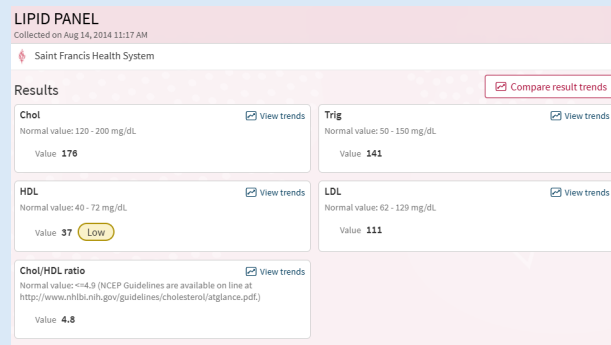 LIPID PANEL
Collected on Aug 14, 2014 11:17 AM
Saint Francis Health System
Results
Compare result trends
Chol
View trends
Normal value: 120 - 200 mg/dL
Value 176
Trig
View trends
Normal value: 50 - 150 mg/dL
Value 141
HDL
View trends
Normal value: 40 - 72 mg/dL
Value 37 Low
LDL
View trends
Normal value: 62 - 129 mg/dL
Value 111
Chol/HDL ratio
View trends
Normal value: <=4.9 (NCEP Guidelines are available on line at
http://www.nhlbi.nih.gov/guidelines/cholesterol/atglance.pdf.)
Value 4.8